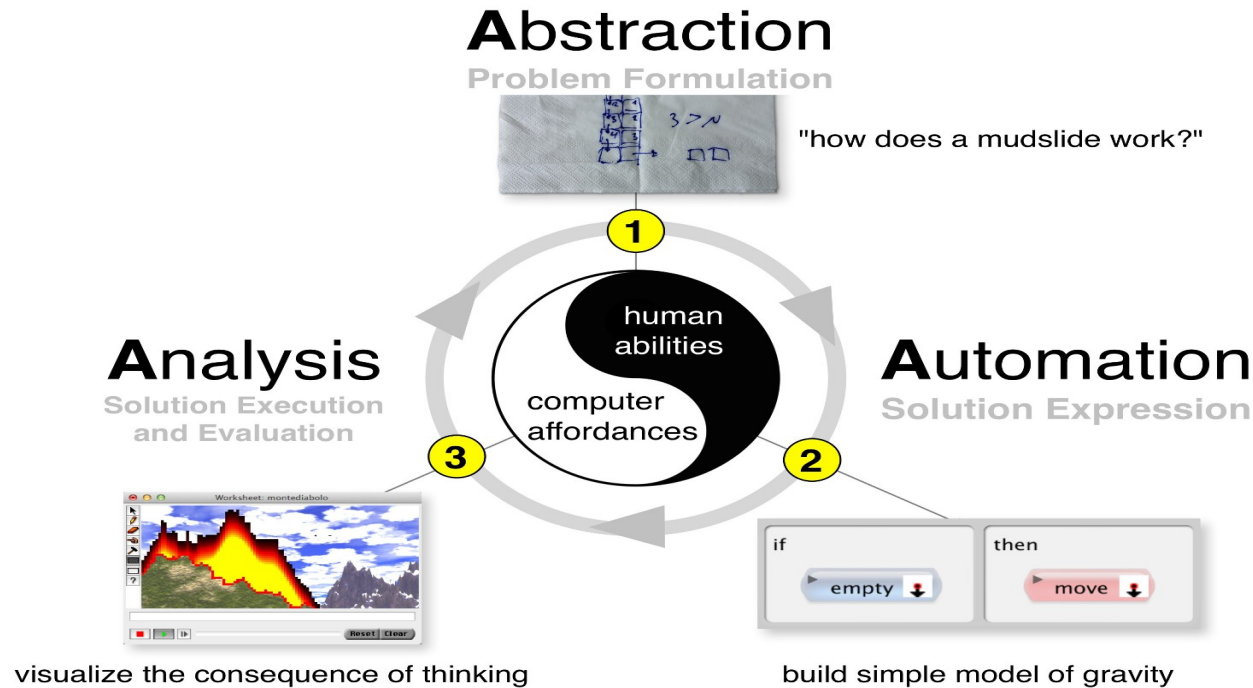 Abstraction
Problem Formulation
3 > N
"how does a mudslide work?"
1
human
abilities
computer
affordances
Analysis
Solution Execution
and Evaluation
Automation
Solution Expression
3
2
Worksheet: montediabolo
?
Reset Clear
if
empty
then
move
visualize the consequence of thinking
build simple model of gravity